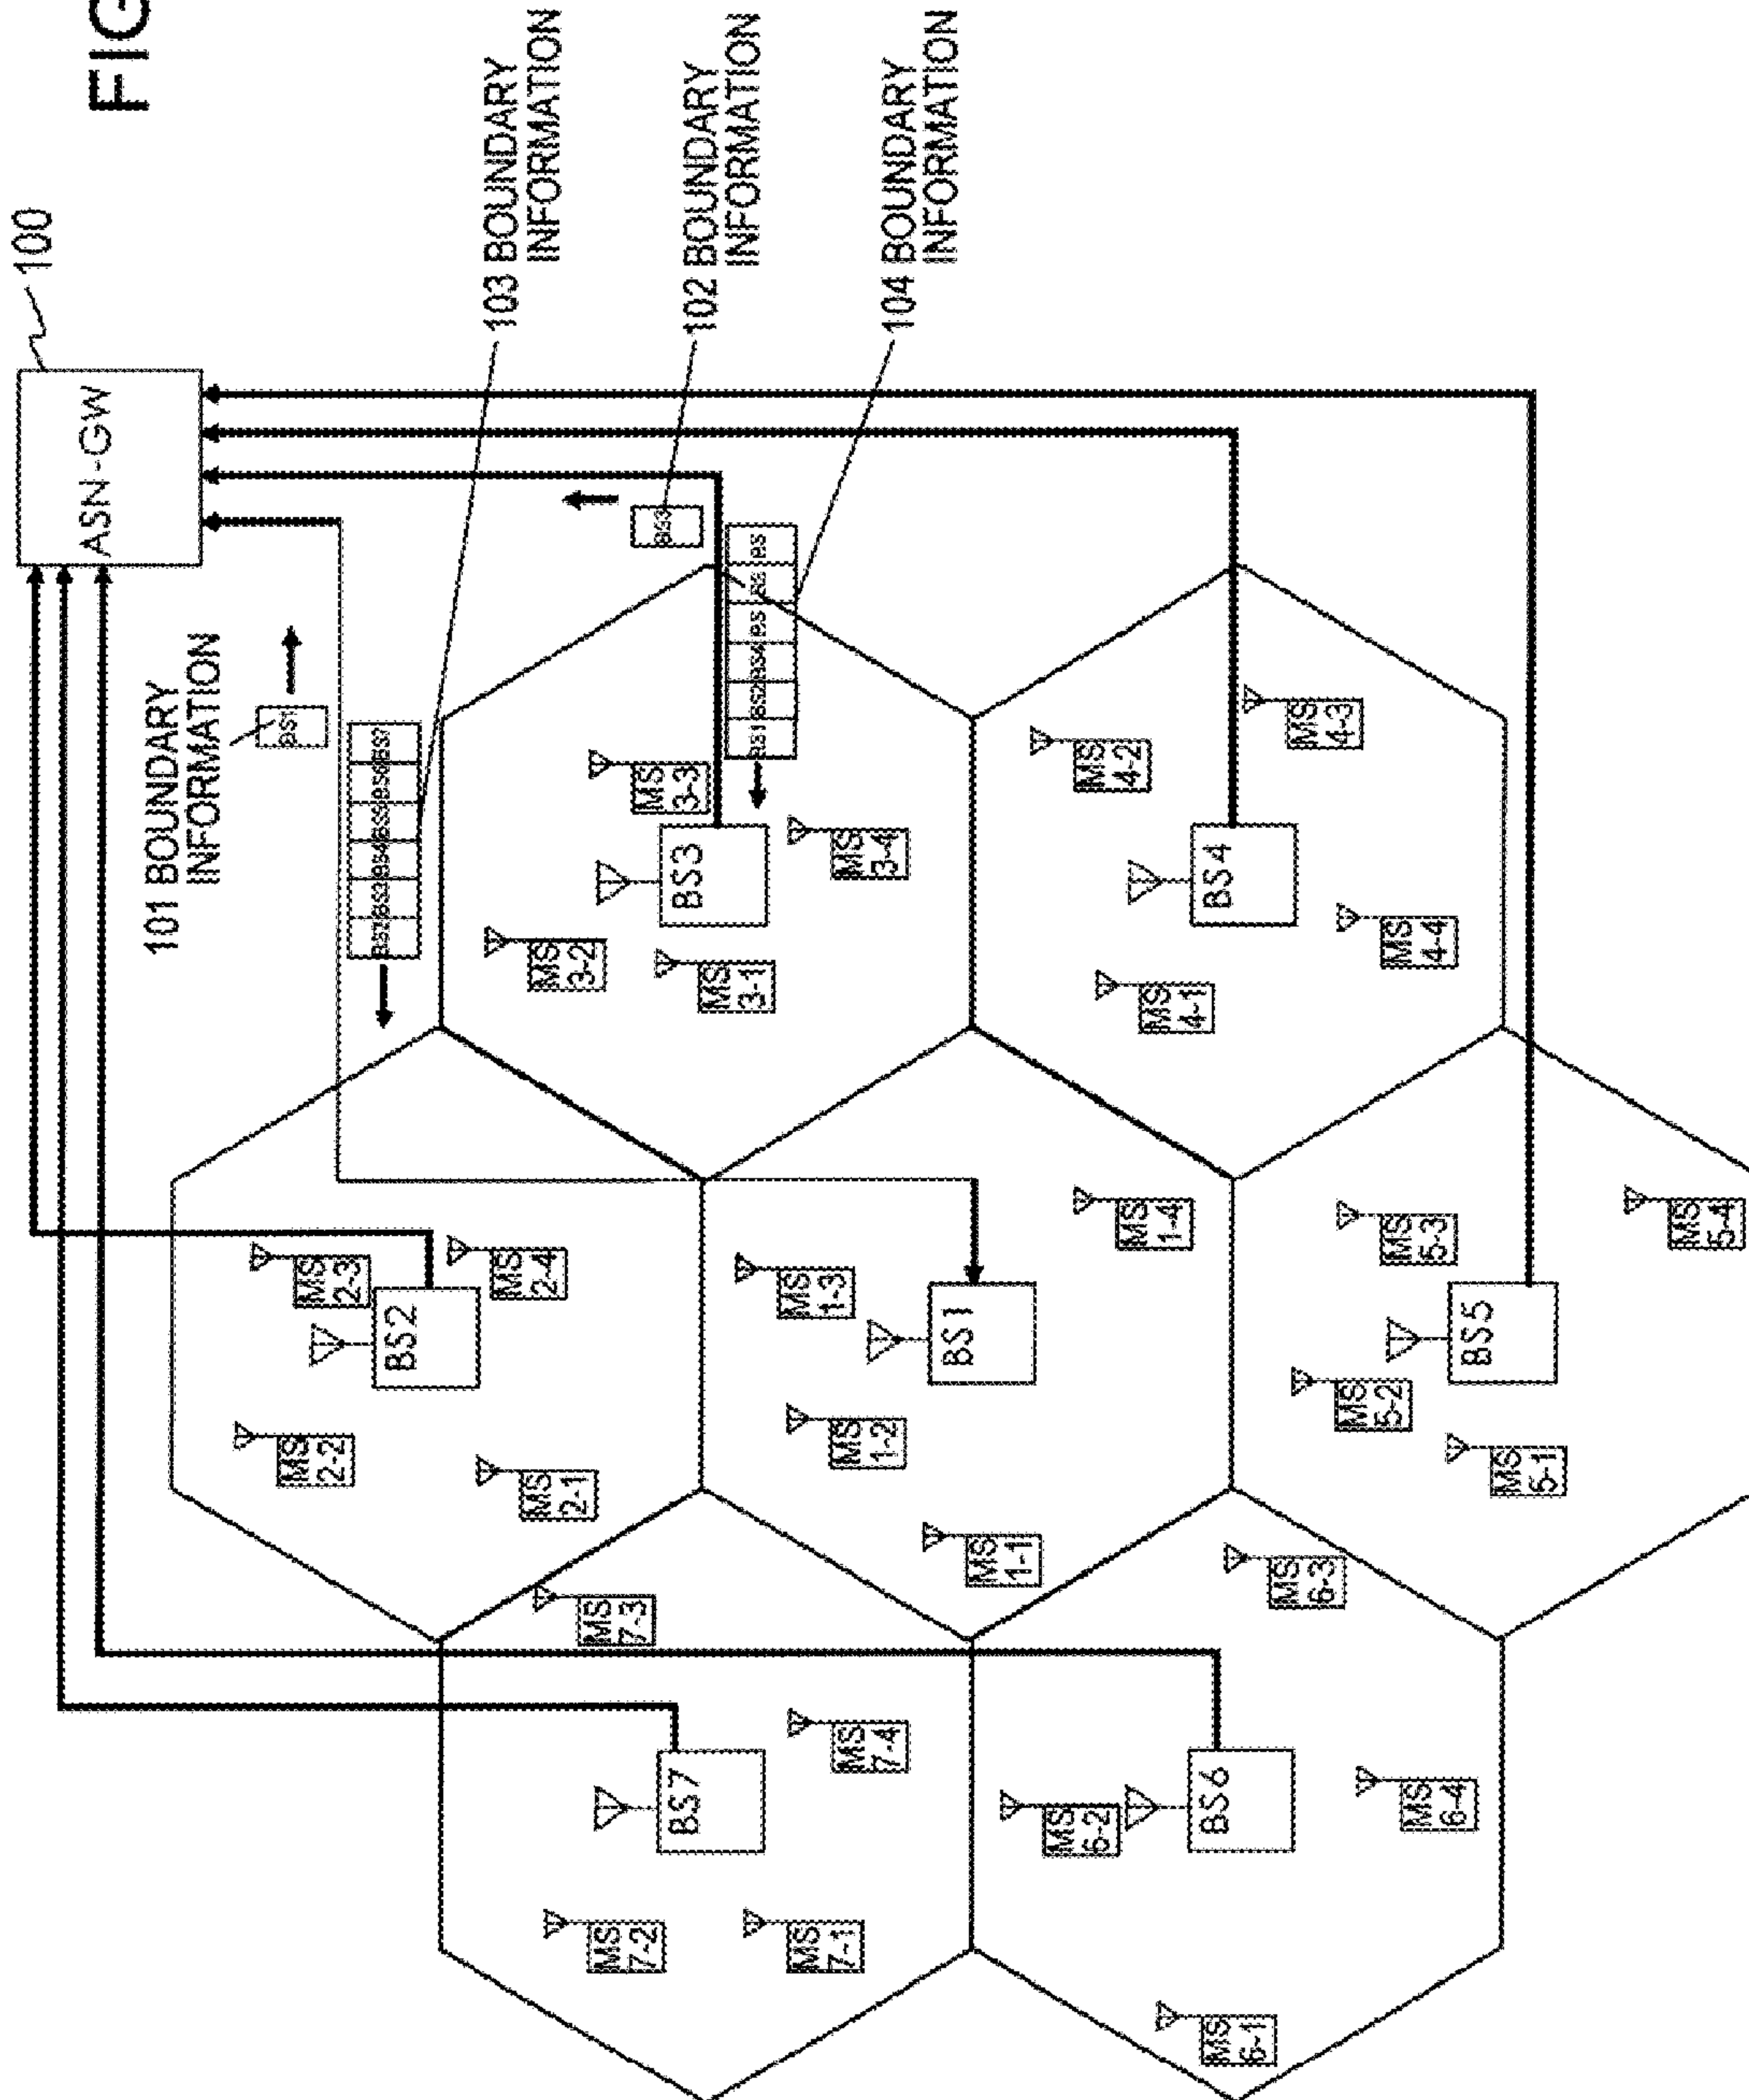 FIG
100
ASN-GW
101 BOUNDARY
INFORMATION
BS1
103 BOUNDARY
INFORMATION
BS2 BS3 BS4 BS5 BS6 BS7
102 BOUNDARY
INFORMATION
BS3
104 BOUNDARY
INFORMATION
BS1 BS2 BS4 BS BS BS
MS
2-2
MS
2-3
BS2
MS
2-1
MS
2-4
MS
3-2
MS
3-3
BS3
MS
3-1
MS
3-4
MS
7-2
MS
7-3
BS7
MS
7-1
MS
7-4
MS
1-2
MS
1-3
BS1
MS
1-1
MS
1-4
MS
4-2
MS
4-3
MS
4-1
BS4
MS
4-4
MS
6-2
MS
6-3
BS6
MS
6-1
MS
6-4
MS
5-2
MS
5-3
MS
5-1
BS5
MS
5-4